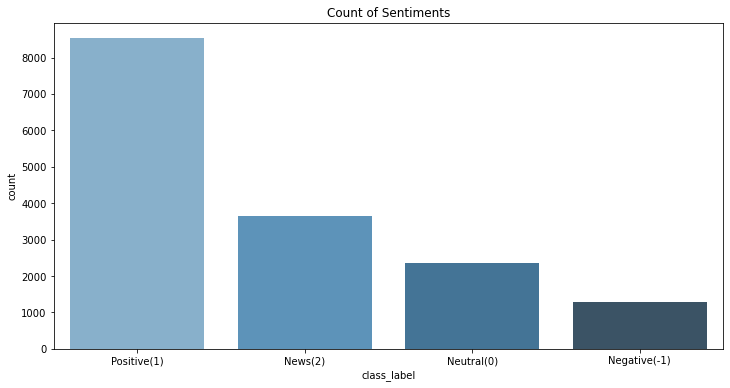 Count of Sentiments
count
8000
7000
6000
5000
4000
3000
2000
1000
0
Positive(1) News(2) Neutral(0) Negative(-1)
class_label